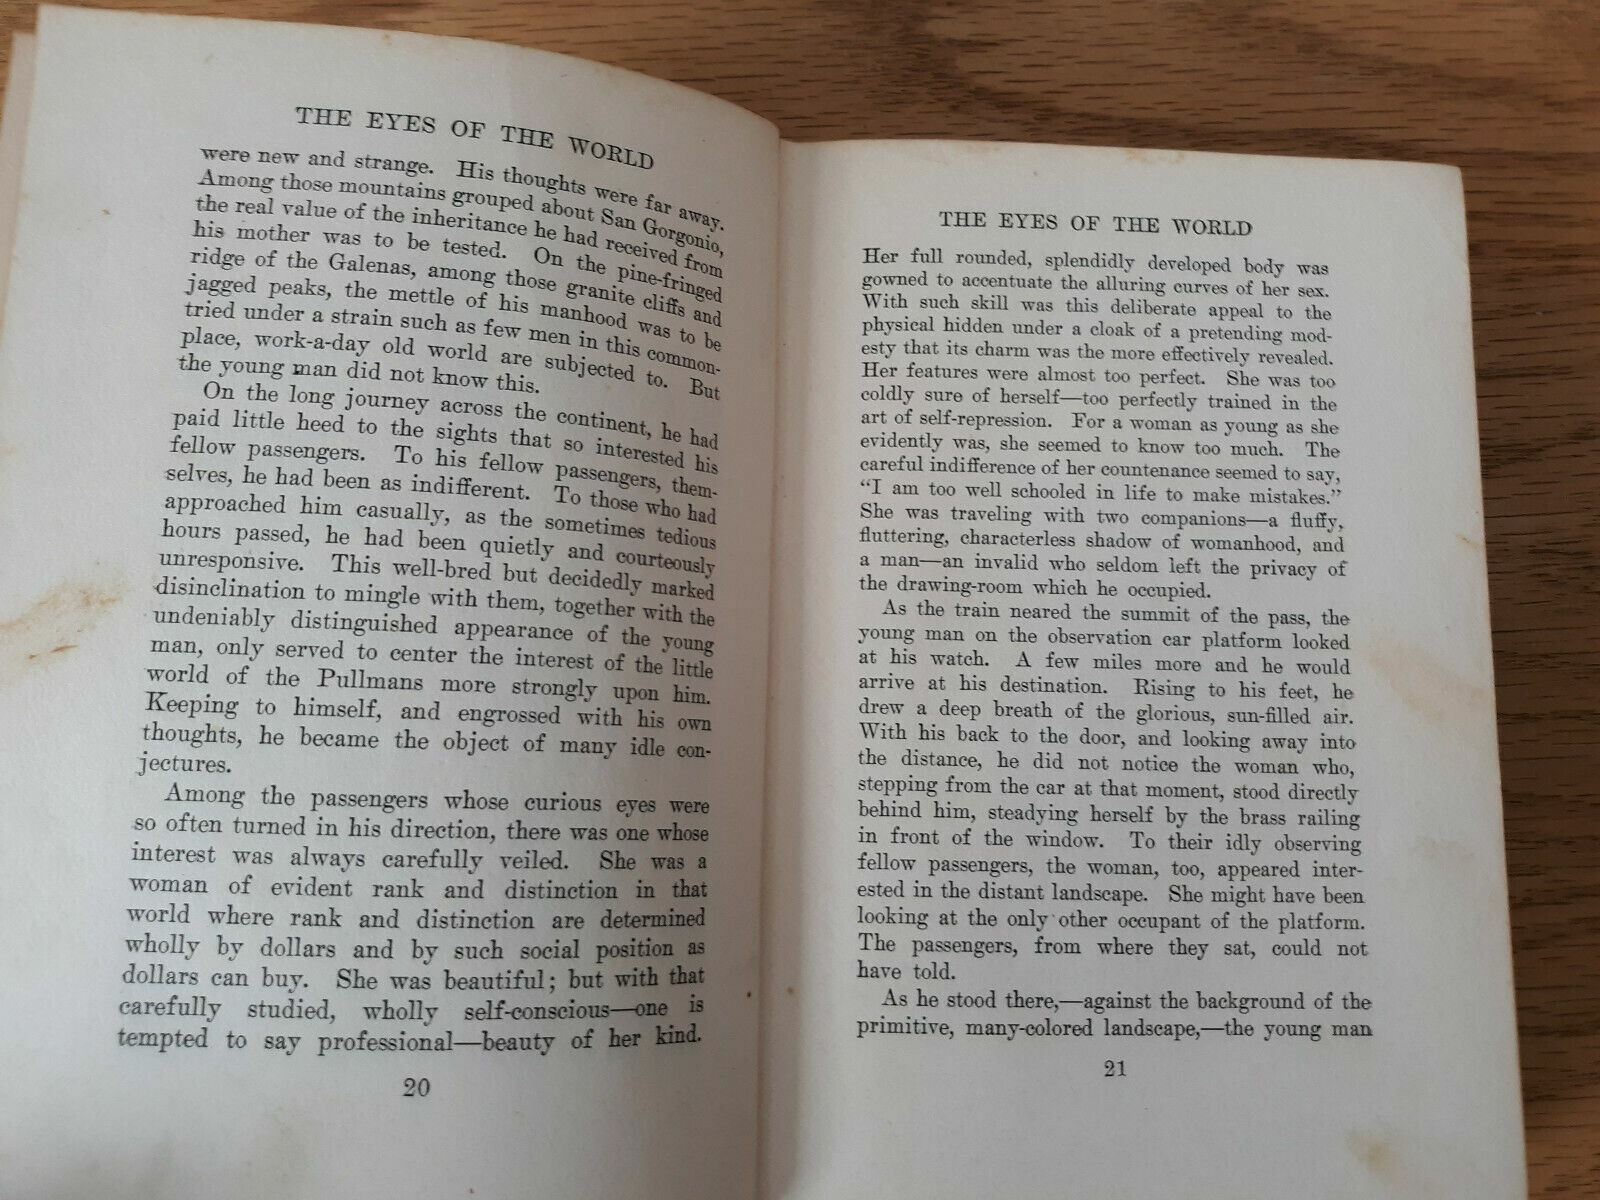 THE EYES OF THE WORLD
were new and strange. His thoughts were far away.
Among those mountains grouped about San Gorgonio,
the real value of the inheritance he had received from
his mother was to be tested. On the pine-fringed
ridge of the Galenas, among those granite cliffs and
jagged peaks, the mettle of his manhood was to be
tried under a strain such as few men in this common-
place, work-a-day old world are subjected to. But
the young man did not know this.
On the long journey across the continent, he had
paid little heed to the sights that so interested his
fellow passengers. To his fellow passengers, them-
selves, he had been as indifferent. To those who had
approached him casually, as the sometimes tedious
hours passed, he had been quietly and courteously
unresponsive. This well-bred but decidedly marked
disinclination to mingle with them, together with the
undeniably distinguished appearance of the young
man, only served to center the interest of the little
world of the Pullmans more strongly upon him.
Keeping to himself, and engrossed with his own
thoughts, he became the object of many idle con-
jectures.
Among the passengers whose curious eyes were
so often turned in his direction, there was one whose
interest was always carefully veiled. She was a
woman of evident rank and distinction in that
world where rank and distinction are determined
wholly by dollars and by such social position as
dollars can buy. She was beautiful; but with that
carefully studied, wholly self-conscious—one is
tempted to say professional—beauty of her kind.
20
THE EYES OF THE WORLD
Her full rounded, splendidly developed body was
gowned to accentuate the alluring curves of her sex.
With such skill was this deliberate appeal to the
physical hidden under a cloak of a pretending mod-
esty that its charm was the more effectively revealed.
Her features were almost too perfect. She was too
coldly sure of herself—too perfectly trained in the
art of self-repression. For a woman as young as she
evidently was, she seemed to know too much. The
careful indifference of her countenance seemed to say,
"I am too well schooled in life to make mistakes."
She was traveling with two companions—a fluffy,
fluttering, characterless shadow of womanhood, and
a man—an invalid who seldom left the privacy of
the drawing-room which he occupied.
As the train neared the summit of the pass, the
young man on the observation car platform looked
at his watch. A few miles more and he would
arrive at his destination. Rising to his feet, he
drew a deep breath of the glorious, sun-filled air.
With his back to the door, and looking away into
the distance, he did not notice the woman who,
stepping from the car at that moment, stood directly
behind him, steadying herself by the brass railing
in front of the window. To their idly observing
fellow passengers, the woman, too, appeared inter-
ested in the distant landscape. She might have been
looking at the only other occupant of the platform.
The passengers, from where they sat, could not
have told.
As he stood there,—against the background of the
primitive, many-colored landscape,—the young man
21